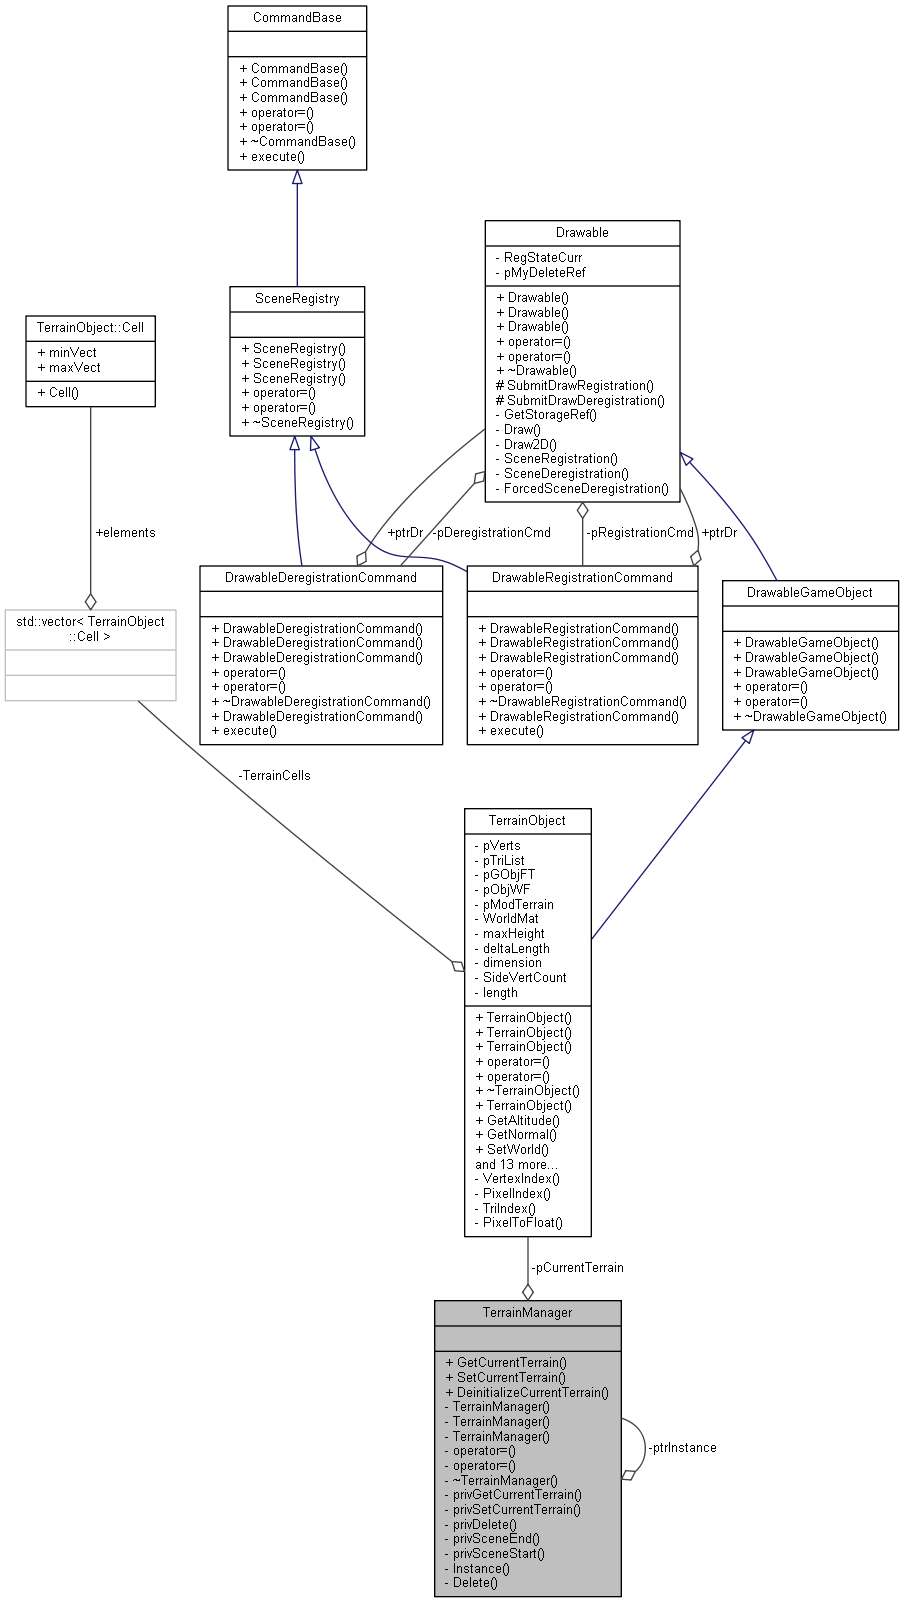 CommandBase
+ CommandBase()
+ CommandBase()
+ CommandBase()
+ operator=()
+ operator=()
+ ~CommandBase()
+ execute()
Drawable
- RegStateCurr
- pMyDeleteRef
+ Drawable()
+ Drawable()
+ Drawable()
+ operator=()
+ operator=()
+ ~Drawable()
# SubmitDrawRegistration()
# SubmitDrawDeregistration()
- GetStorageRef()
- Draw()
- Draw2D()
- SceneRegistration()
- SceneDeregistration()
- ForcedSceneDeregistration()
SceneRegistry
+ SceneRegistry()
+ SceneRegistry()
+ SceneRegistry()
+ operator=()
+ operator=()
+ ~SceneRegistry()
TerrainObject::Cell
+ minVect
+ maxVect
+ Cell()
+elements
+ptrDr
-pDeregistrationCmd
-pRegistrationCmd
+ptrDr
std::vector< TerrainObject
::Cell >
DrawableDeregistrationCommand
+ DrawableDeregistrationCommand()
+ DrawableDeregistrationCommand()
+ DrawableDeregistrationCommand()
+ operator=()
+ operator=()
+ ~DrawableDeregistrationCommand()
+ DrawableDeregistrationCommand()
+ execute()
DrawableRegistrationCommand
+ DrawableRegistrationCommand()
+ DrawableRegistrationCommand()
+ DrawableRegistrationCommand()
+ operator=()
+ operator=()
+ ~DrawableRegistrationCommand()
+ DrawableRegistrationCommand()
+ execute()
DrawableGameObject
+ DrawableGameObject()
+ DrawableGameObject()
+ DrawableGameObject()
+ operator=()
+ operator=()
+ ~DrawableGameObject()
-TerrainCells
TerrainObject
- pVerts
- pTriList
- pGObjFT
- pObjWF
- pModTerrain
- WorldMat
- maxHeight
- deltaLength
- dimension
- SideVertCount
- length
+ TerrainObject()
+ TerrainObject()
+ TerrainObject()
+ operator=()
+ operator=()
+ ~TerrainObject()
+ TerrainObject()
+ GetAltitude()
+ GetNormal()
+ SetWorld()
and 13 more...
- VertexIndex()
- PixelIndex()
- TriIndex()
- PixelToFloat()
-pCurrentTerrain
TerrainManager
+ GetCurrentTerrain()
+ SetCurrentTerrain()
+ DeinitializeCurrentTerrain()
- TerrainManager()
- TerrainManager()
- TerrainManager()
- operator=()
- operator=()
- ~TerrainManager()
- privGetCurrentTerrain()
- privSetCurrentTerrain()
- privDelete()
- privSceneEnd()
- privSceneStart()
- Instance()
- Delete()
-ptrInstance